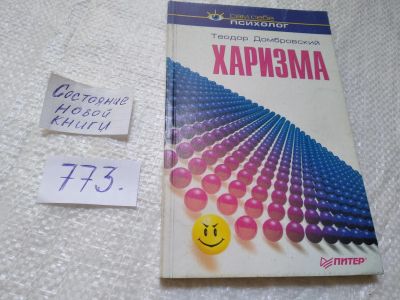 Состояние
новой
книги
773.
сам себе
ПСИХОЛОГ
Теодор Домбровский
ХАРИЗМА
ПИТЕР